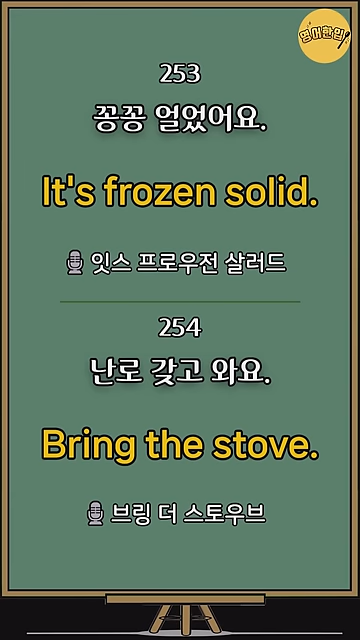 영어한입
253
꽁꽁 얼었어요.
It's frozen solid.
잇스 프로우전 살러드
254
난로 갖고 와요.
Bring the stove.
브링 더 스토우브